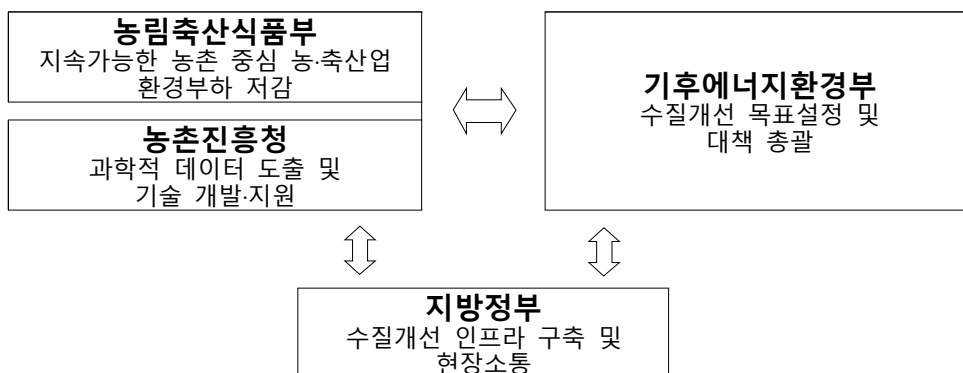 농림축산식품부
지속가능한 농촌 중심 농·축산업
환경부하 저감
농촌진흥청
과학적 데이터 도출 및
기술 개발·지원
기후에너지환경부
수질개선 목표설정 및
대책 총괄
지방정부
수질개선 인프라 구축 및
현장소통